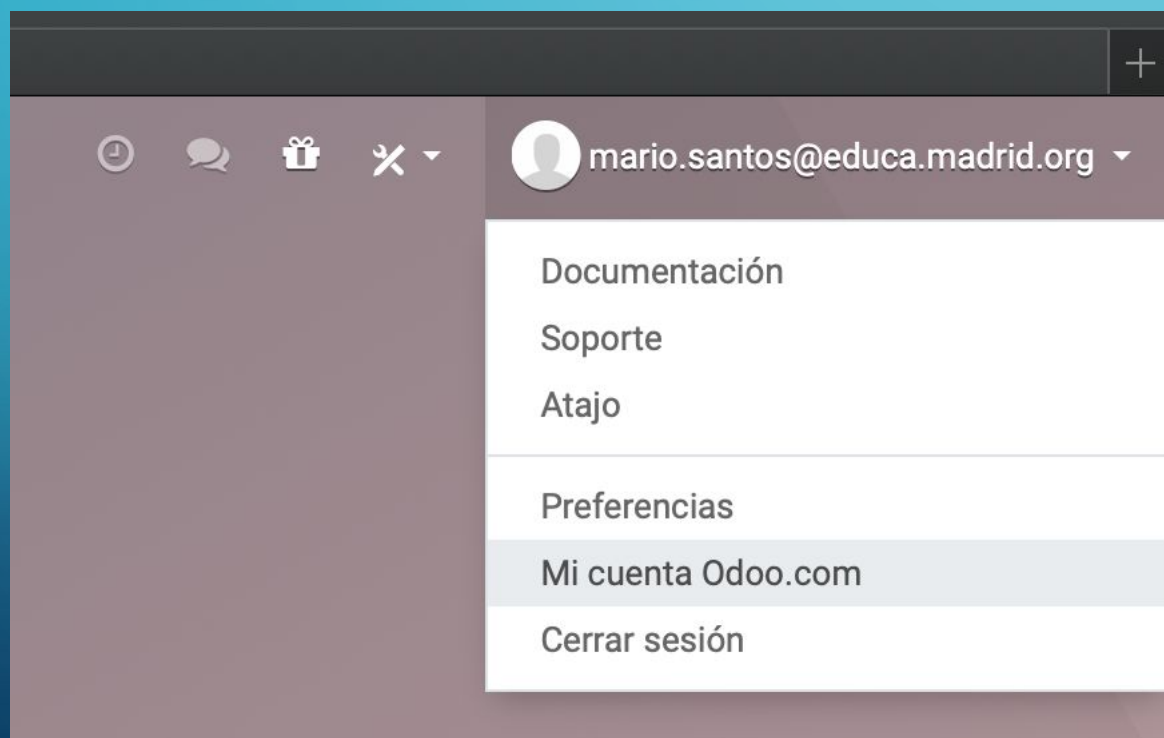 mario.santos@educa.madrid.org
Documentación
Soporte
Atajo
Preferencias
Mi cuenta Odoo.com
Cerrar sesión